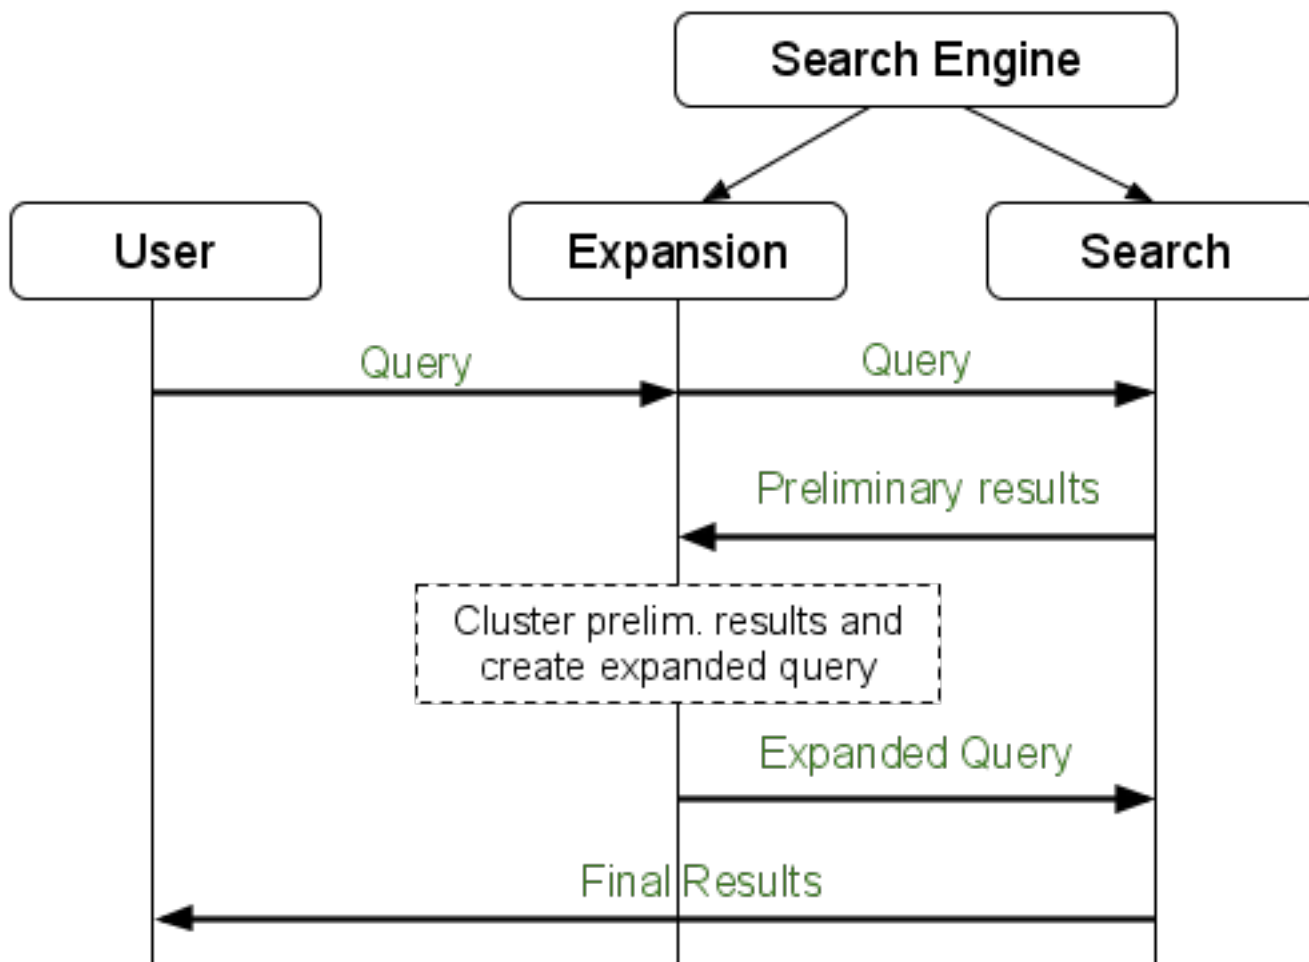 Search Engine
User
Expansion
Search
Query
Query
Preliminary results
Cluster prelim. results and
create expanded query
Expanded Query
Final Results